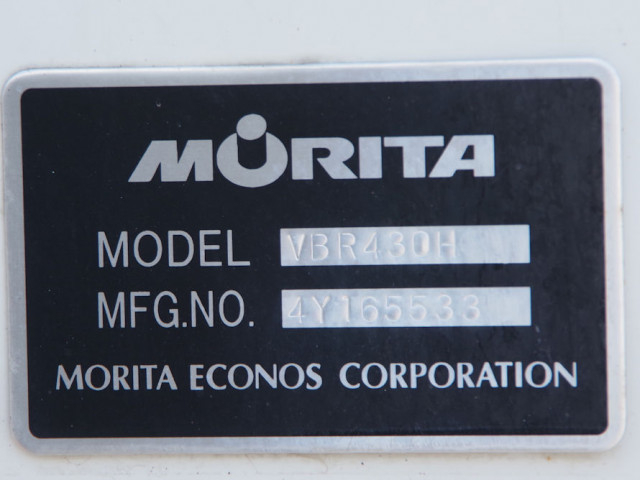 MORITA
MODEL VBR430H
MFG.NO. 4Y165533
MORITA ECONOS CORPORATION